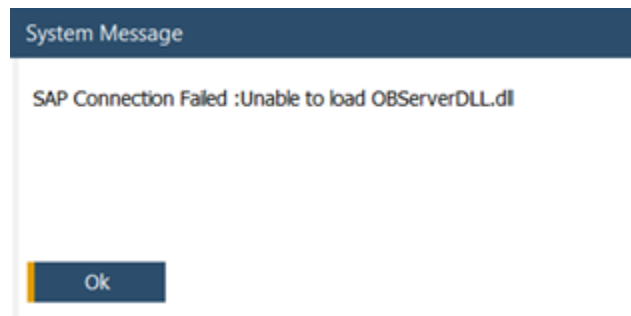 System Message
SAP Connection Failed :Unable to load OBServerDLL.dll
Ok